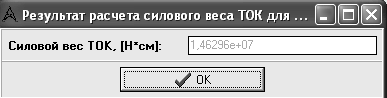 Результат расчета силового веса ТОК для ...
Силовой вес ТОК, [Н*см]: 1,46296e+07
OK